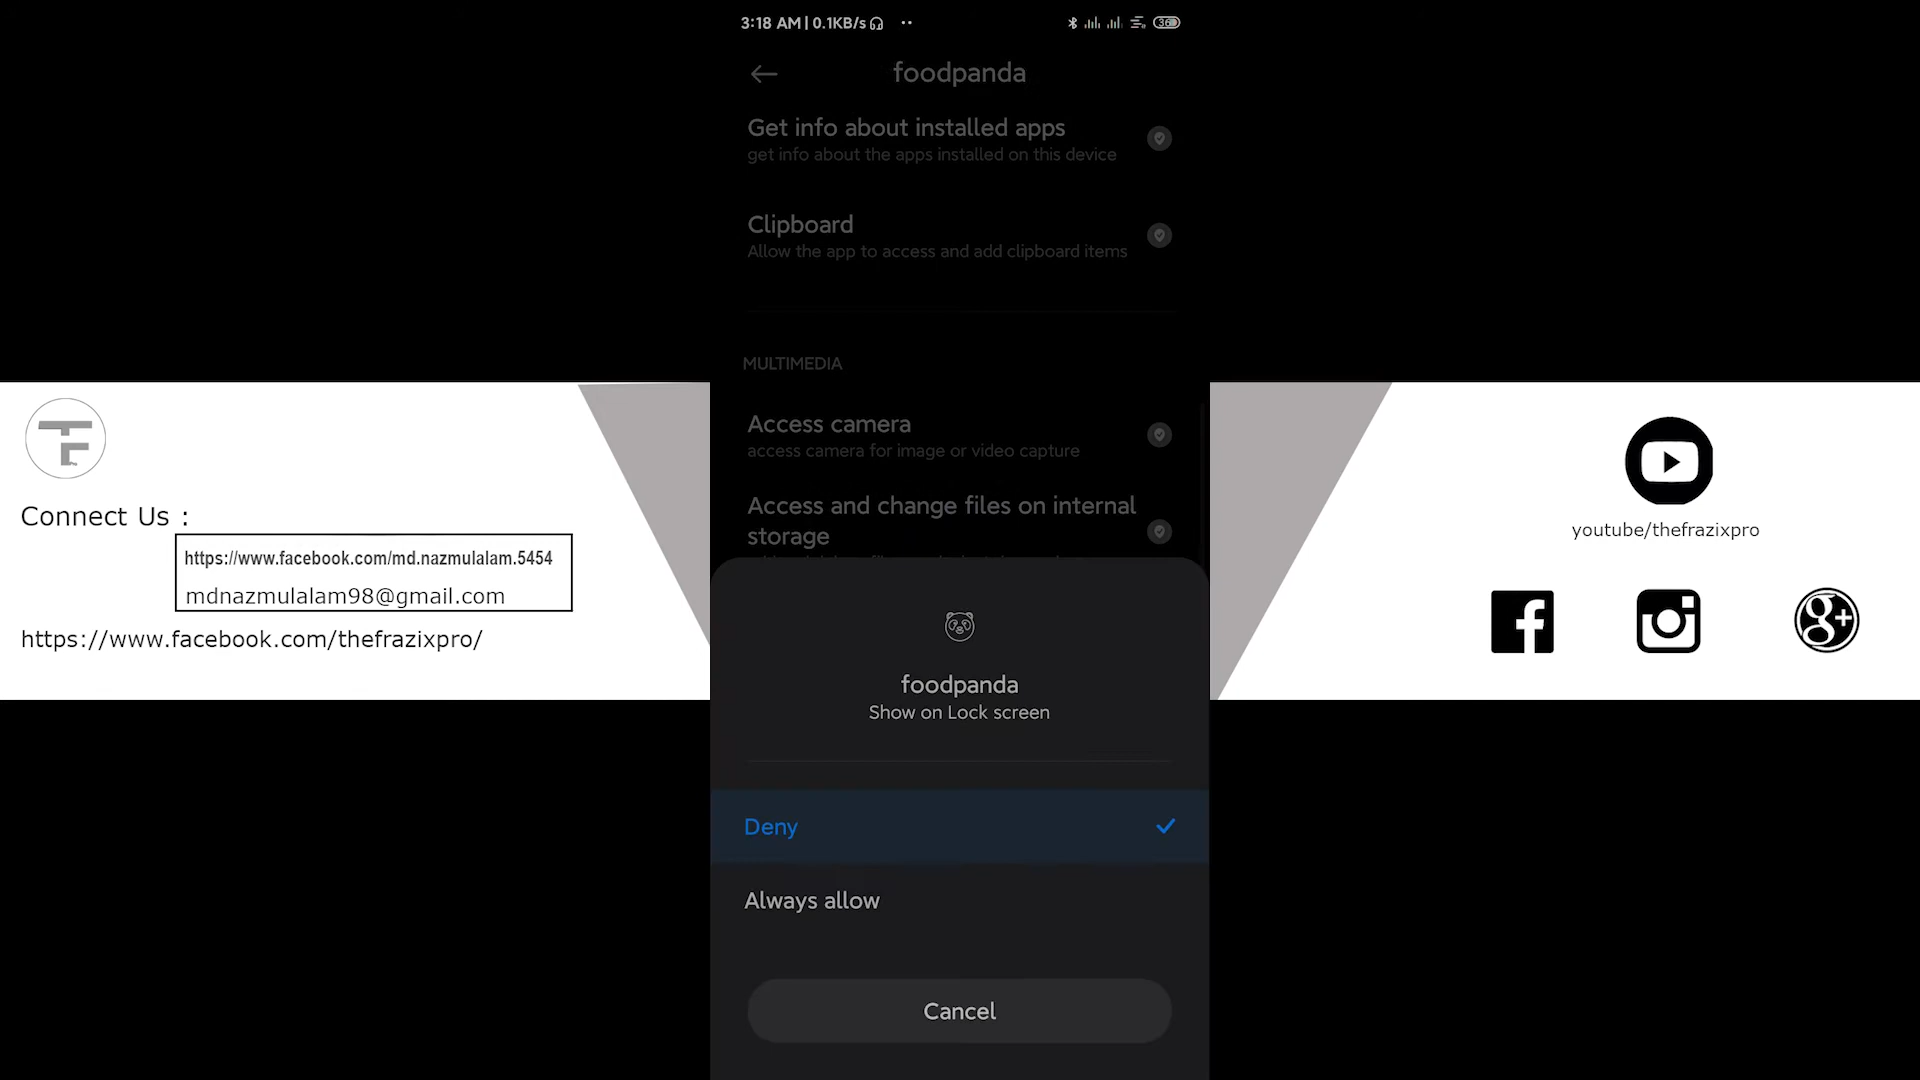 3:18 AM | 0.1KB/s
36
foodpanda
Get info about installed apps
get info about the apps installed on this device
Clipboard
Allow the app to access and add clipboard items
MULTIMEDIA
Access camera
access camera for image or video capture
Access and change files on internal
storage
foodpanda
Show on Lock screen
Deny
Always allow
Cancel
TF
Connect Us :
https://www.facebook.com/md.nazmulalam.5454
mdnazmulalam98@gmail.com
https://www.facebook.com/thefrazixpro/
youtube/thefrazixpro
g+